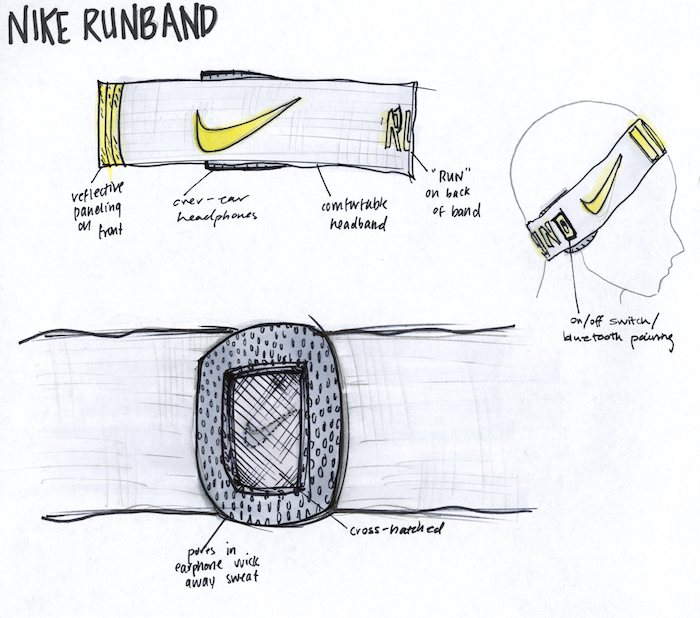 NIKE RUNBAND
reflective
paneling
on front
over-ear
headphones
comfortable
headband
"RUN"
on back
of band
RU
UN
on/off switch/
bluetooth pairing
cross-hatched
pores in
earphone wick
away sweat